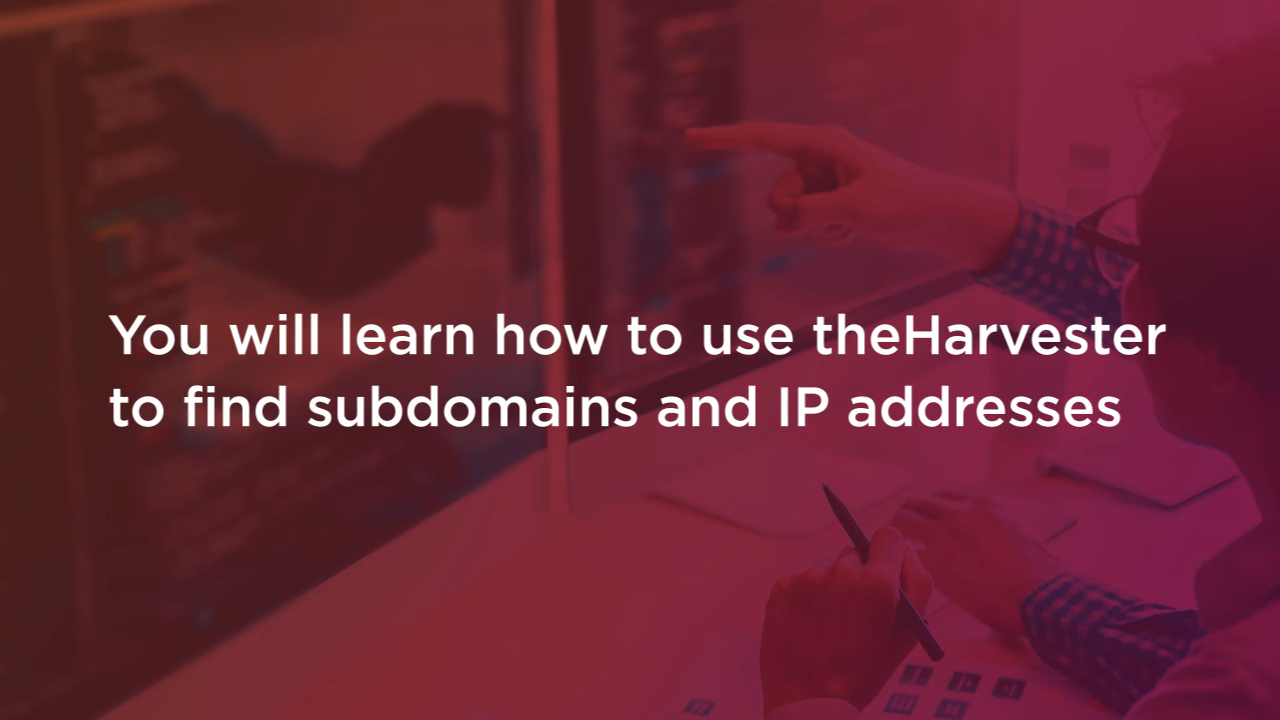 You will learn how to use theHarvester
to find subdomains and IP addresses